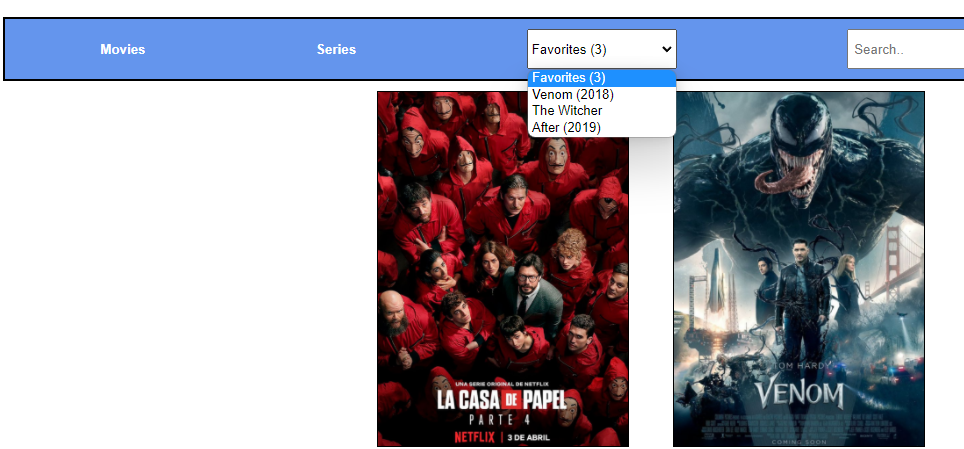 Movies
Series
Favorites (3)
Search..
Favorites (3)
Venom (2018)
The Witcher
After (2019)
UNA SERIE ORIGINAL DE NETFLIX
LA CASA DE PAPEL
PARTE 4
NETFLIX | 3 DE ABRIL
TOM HARDY
VENOM
COMING SOON